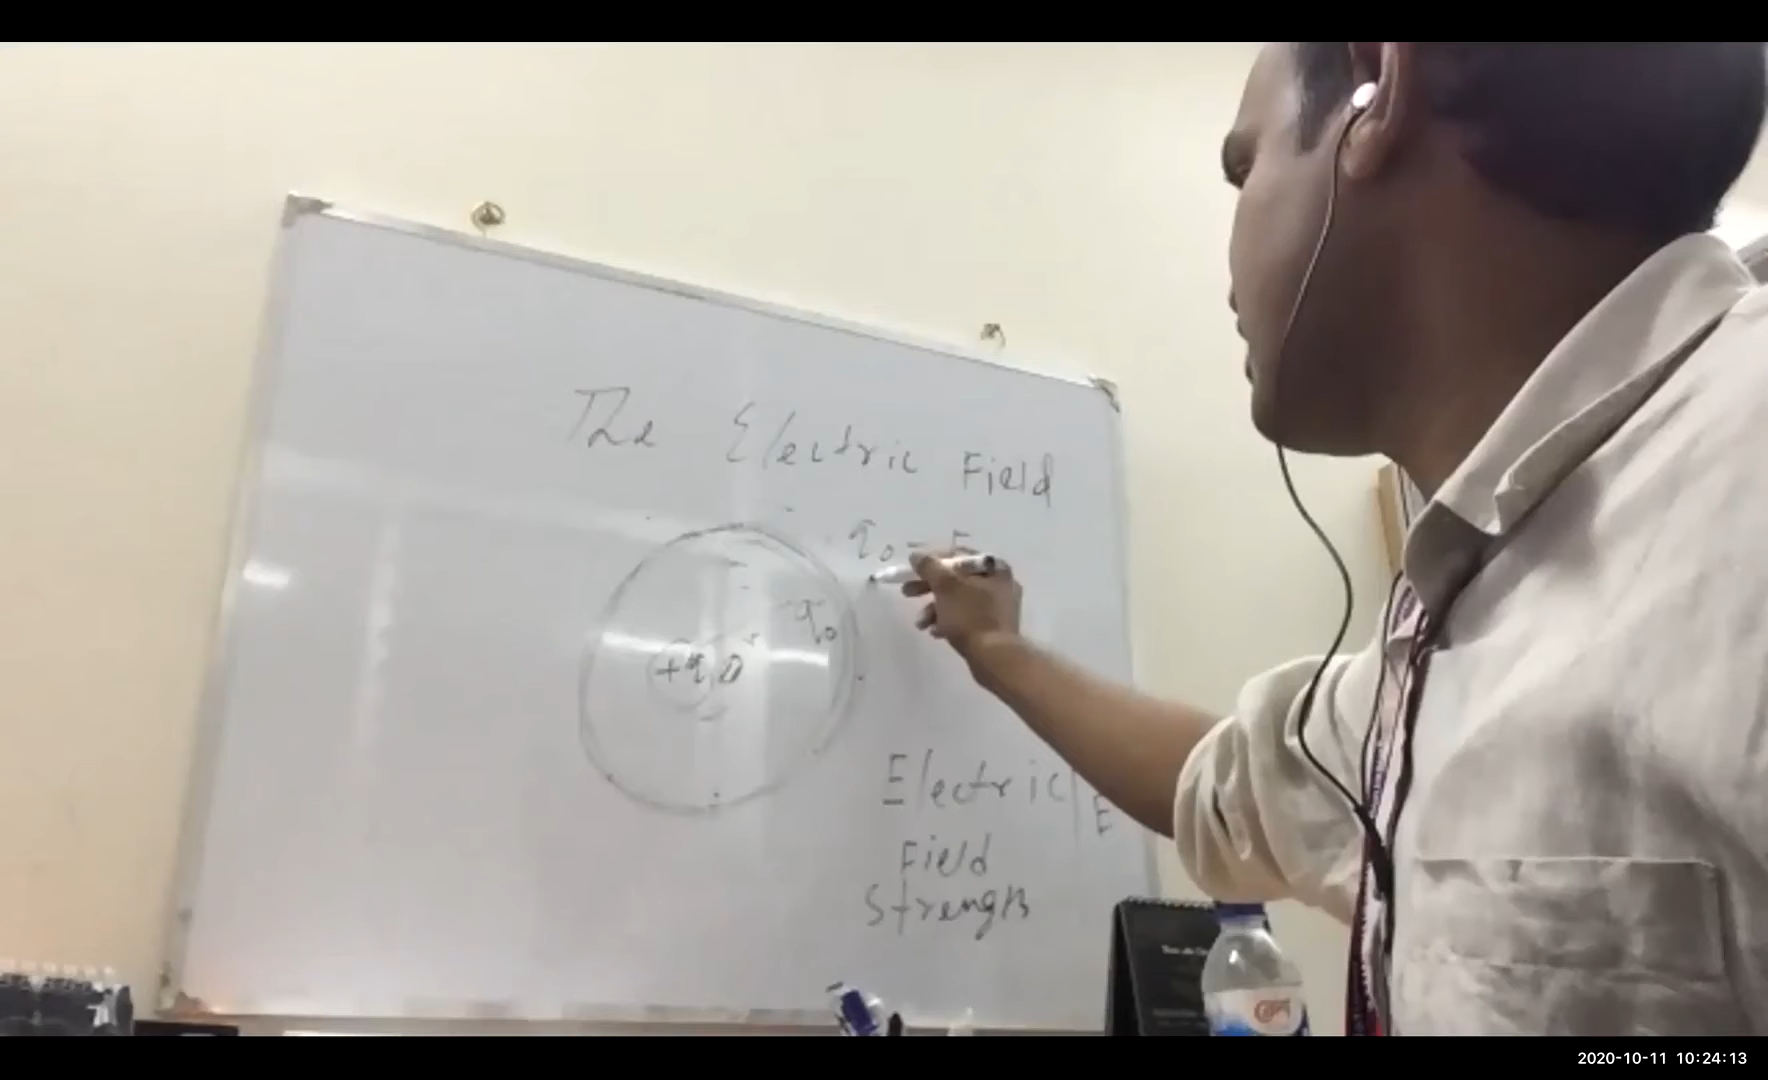 The Electric Field
q₀ - F
q₀
+q
Electric | E
Field
Strength
2020-10-11 10:24:13